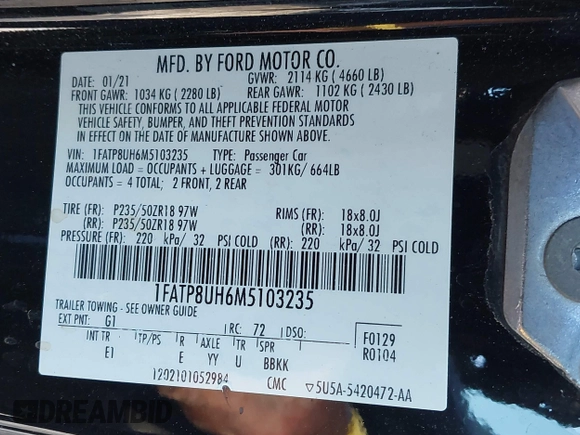 MFD. BY FORD MOTOR CO.
DATE: 01/21 GVWR: 2114 KG ( 4660 LB)
FRONT GAWR: 1034 KG ( 2280 LB) REAR GAWR: 1102 KG ( 2430 LB)
THIS VEHICLE CONFORMS TO ALL APPLICABLE FEDERAL MOTOR
VEHICLE SAFETY, BUMPER, AND THEFT PREVENTION STANDARDS
IN EFFECT ON THE DATE OF MANUFACTURE SHOWN ABOVE.
VIN: 1FATP8UH6M5103235 TYPE: Passenger Car
MAXIMUM LOAD = OCCUPANTS + LUGGAGE = 301KG/ 664LB
OCCUPANTS = 4 TOTAL; 2 FRONT, 2 REAR
TIRE (FR): P235/50ZR18 97W RIMS (FR): 18x8.0J
(RR): P235/50ZR18 97W (RR): 18x8.0J
PRESSURE (FR): 220 kPa/ 32 PSI COLD (RR): 220 kPa/ 32 PSI COLD
1FATP8UH6M5103235
TRAILER TOWING - SEE OWNER GUIDE
EXT PNT: G1 RC: 72 DSO: F0129
INT TR TP/PS R AXLE TR SPR R0104
E1 E YY U BBKK
1202101052984 CMC 5U5A-5420472-AA
DREAMBID